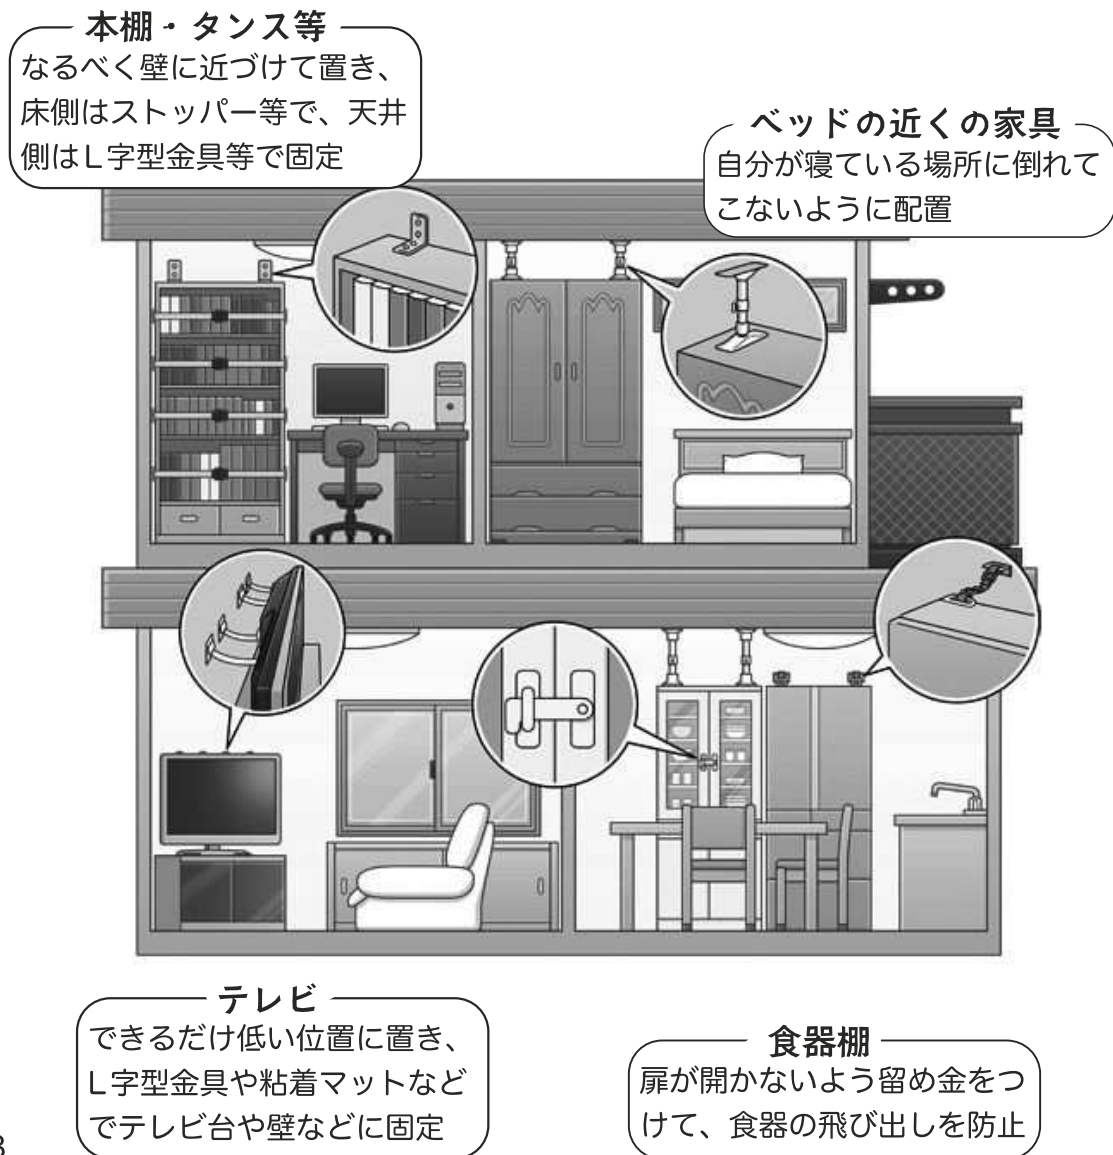 本棚・タンス等
なるべく壁に近づけて置き、
床側はストッパー等で、天井
側はL字型金具等で固定
ベッドの近くの家具
自分が寝ている場所に倒れて
こないように配置
テレビ
できるだけ低い位置に置き、
L字型金具や粘着マットなど
でテレビ台や壁などに固定
食器棚
扉が開かないよう留め金をつ
けて、食器の飛び出しを防止